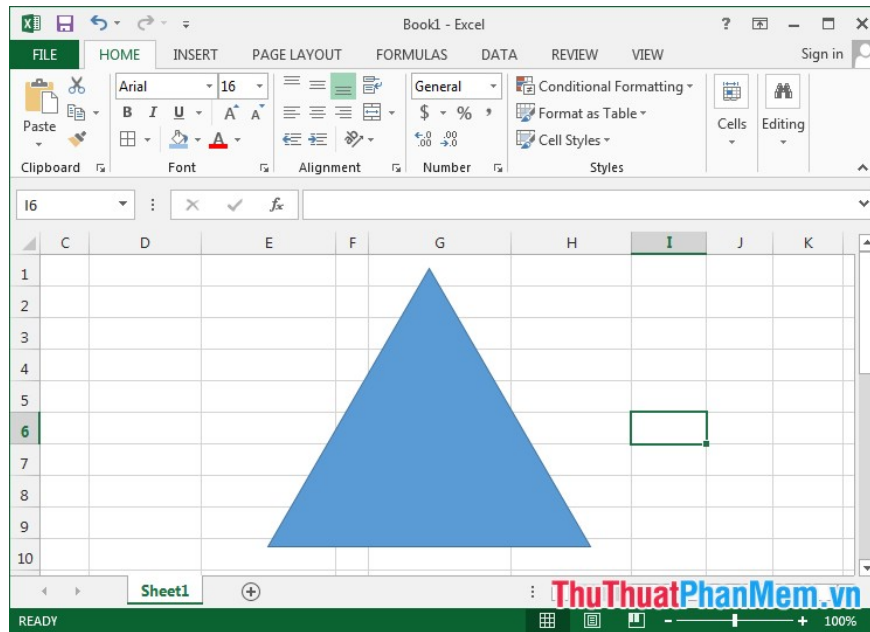 Book1 - Excel
?
FILE HOME INSERT PAGE LAYOUT FORMULAS DATA REVIEW VIEW Sign in
Paste
Arial 16
B I U A A
A
General
$ % ,
.00 .0
Conditional Formatting
Format as Table
Cell Styles
Cells Editing
Clipboard Font Alignment Number Styles
I6 fx
C D E F G H I J K
1
2
3
4
5
6
7
8
9
10
Sheet1
ThuThuatPhanMem.vn
READY 100%